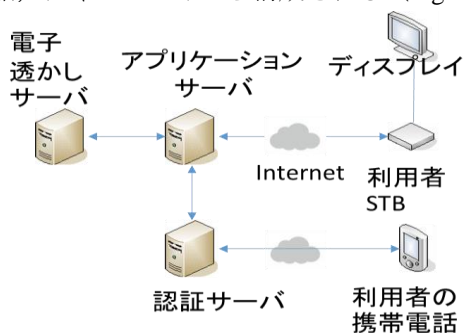 電子
透かし
サーバ
アプリケーション
サーバ
ディスプレイ
Internet
利用者
STB
認証サーバ
利用者の
携帯電話